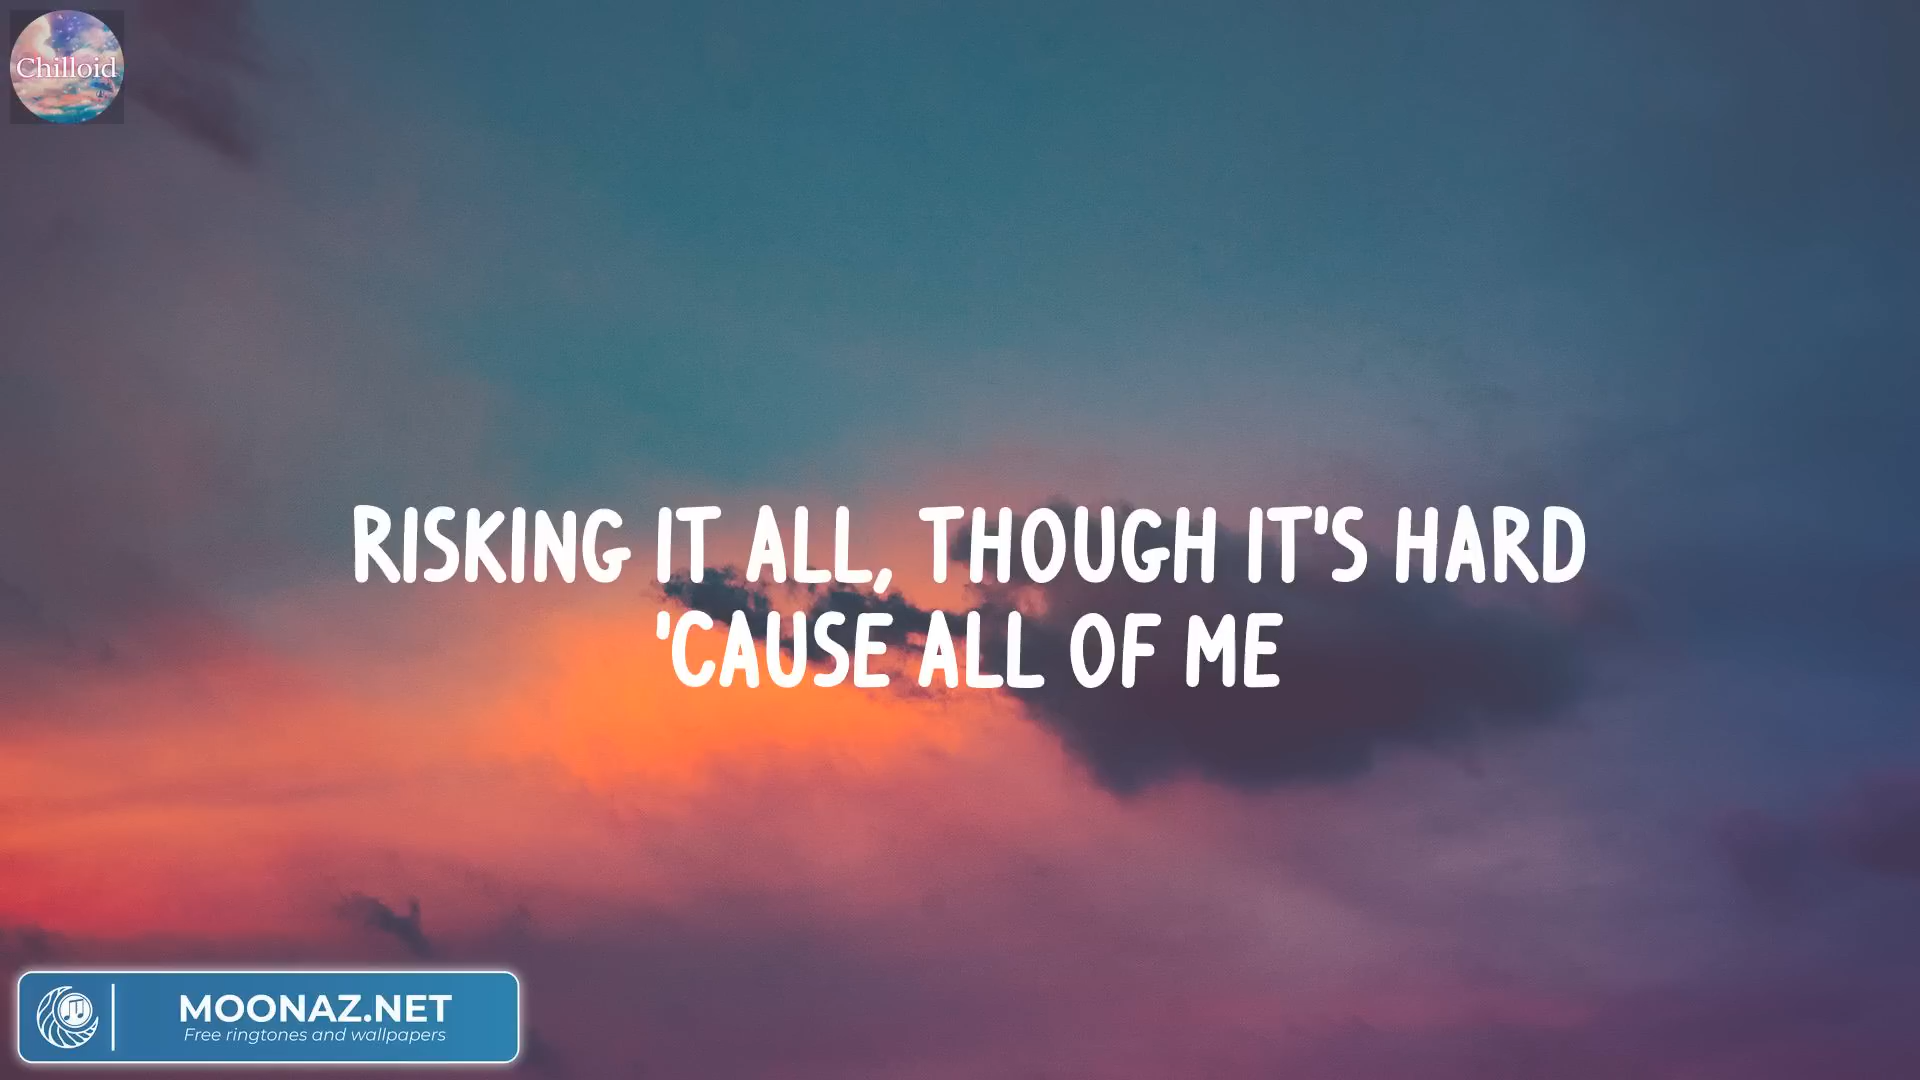 Chilloid
RISKING IT ALL, THOUGH IT'S HARD
'CAUSE ALL OF ME
MOONAZ.NET
Free ringtones and wallpapers